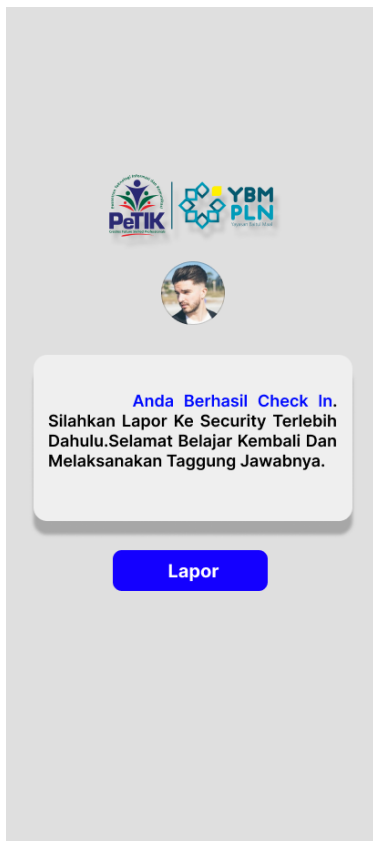 PeTIK
YBM
PLN
Anda Berhasil Check In.
Silahkan Lapor Ke Security Terlebih
Dahulu.Selamat Belajar Kembali Dan
Melaksanakan Taggung Jawabnya.
Lapor